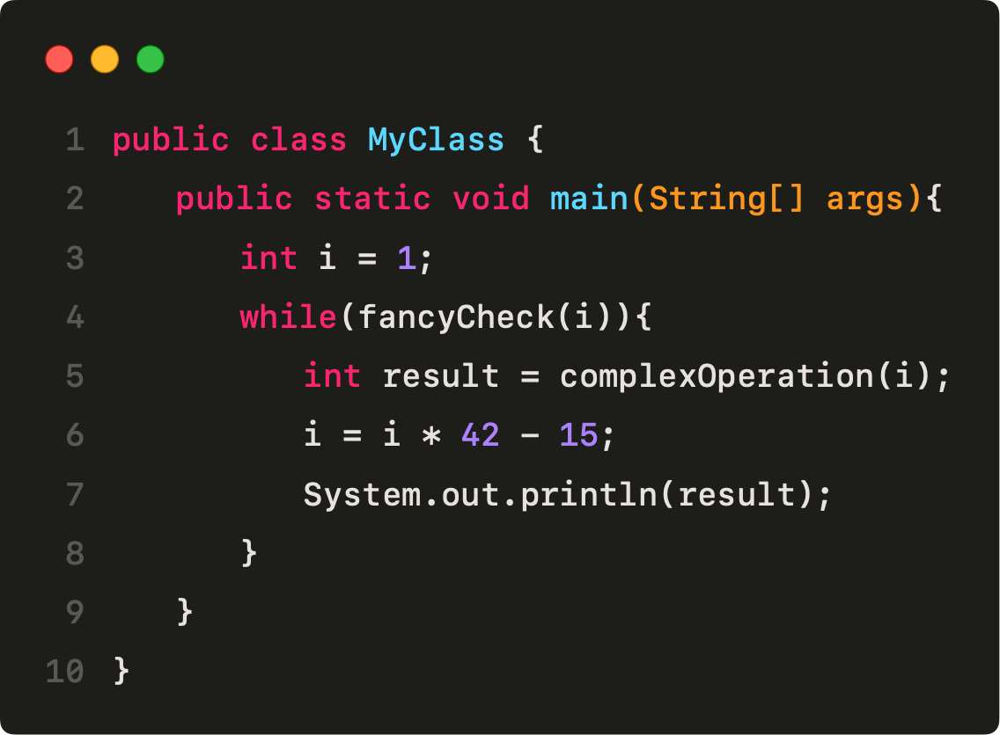 1 public class MyClass {
2 public static void main(String[] args){
3 int i = 1;
4 while(fancyCheck(i)){
5 int result = complexOperation(i);
6 i = i * 42 - 15;
7 System.out.println(result);
8 }
9 }
10 }